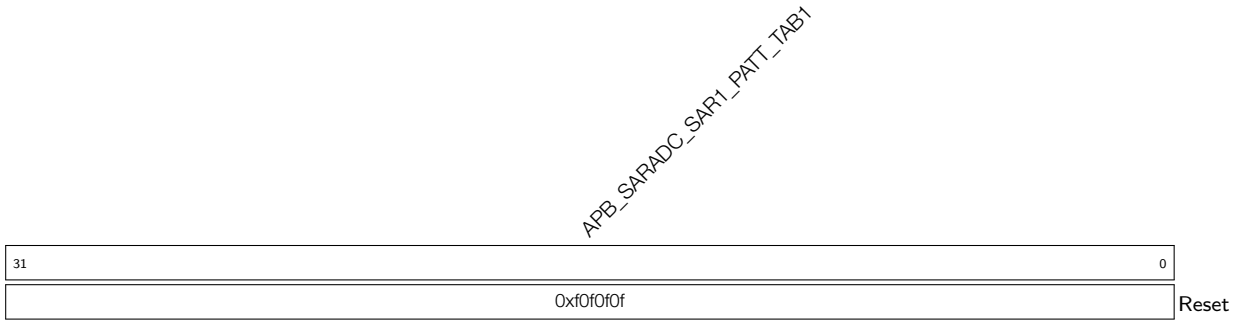 APB_SARADC_SAR1_PATT_TAB1
31 0
0xf0f0f0f Reset